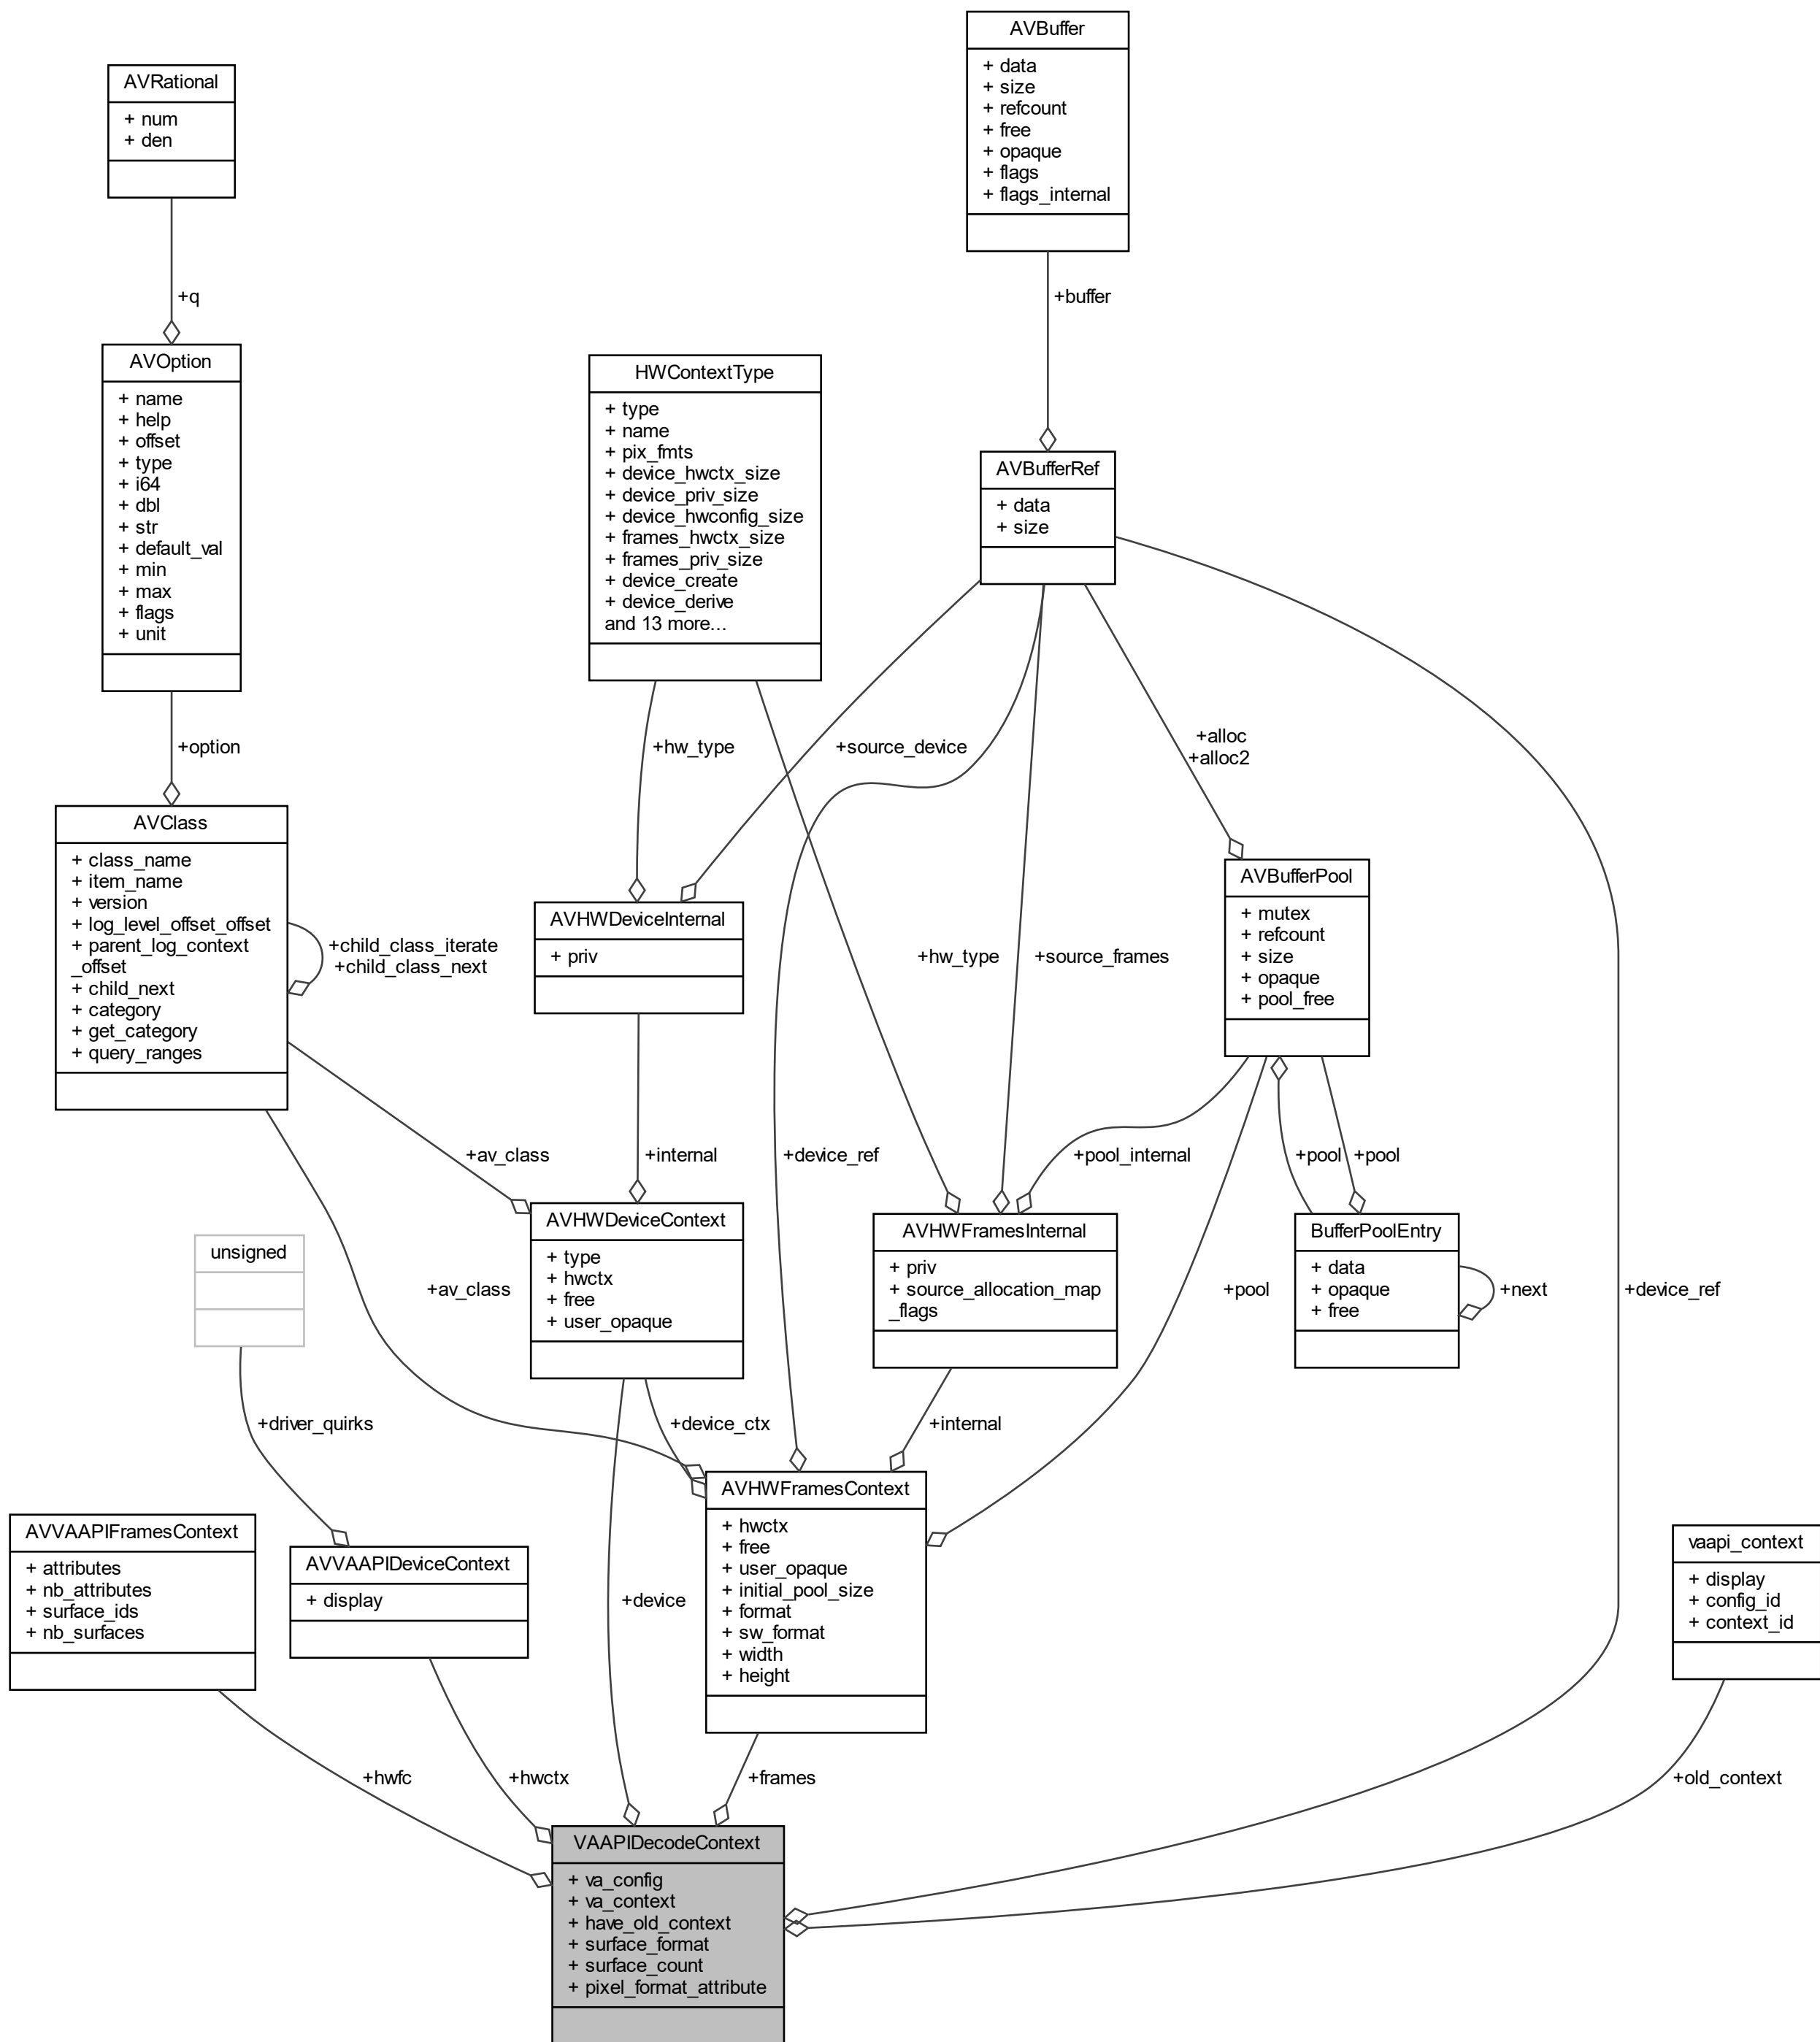 AVBuffer
+ data
+ size
+ refcount
+ free
+ opaque
+ flags
+ flags_internal
AVRational
+ num
+ den
+q
+buffer
AVOption
+ name
+ help
+ offset
+ type
+ i64
+ dbl
+ str
+ default_val
+ min
+ max
+ flags
+ unit
HWContextType
+ type
+ name
+ pix_fmts
+ device_hwctx_size
+ device_priv_size
+ device_hwconfig_size
+ frames_hwctx_size
+ frames_priv_size
+ device_create
+ device_derive
and 13 more...
AVBufferRef
+ data
+ size
+option
+hw_type
+source_device
+alloc
+alloc2
AVClass
+ class_name
+ item_name
+ version
+ log_level_offset_offset
+ parent_log_context
_offset
+ child_next
+ category
+ get_category
+ query_ranges
+child_class_iterate
+child_class_next
AVHWDeviceInternal
+ priv
+hw_type
+source_frames
AVBufferPool
+ mutex
+ refcount
+ size
+ opaque
+ pool_free
+av_class
+internal
+device_ref
+pool_internal
+pool
+pool
unsigned
+av_class
AVHWDeviceContext
+ type
+ hwctx
+ free
+ user_opaque
AVHWFramesInternal
+ priv
+ source_allocation_map
_flags
+pool
BufferPoolEntry
+ data
+ opaque
+ free
+next
+device_ref
+driver_quirks
+device_ctx
+internal
AVVAAPIFramesContext
+ attributes
+ nb_attributes
+ surface_ids
+ nb_surfaces
AVVAAPIDeviceContext
+ display
+device
AVHWFramesContext
+ hwctx
+ free
+ user_opaque
+ initial_pool_size
+ format
+ sw_format
+ width
+ height
vaapi_context
+ display
+ config_id
+ context_id
+hwfc
+hwctx
+frames
+old_context
VAAPIDecodeContext
+ va_config
+ va_context
+ have_old_context
+ surface_format
+ surface_count
+ pixel_format_attribute